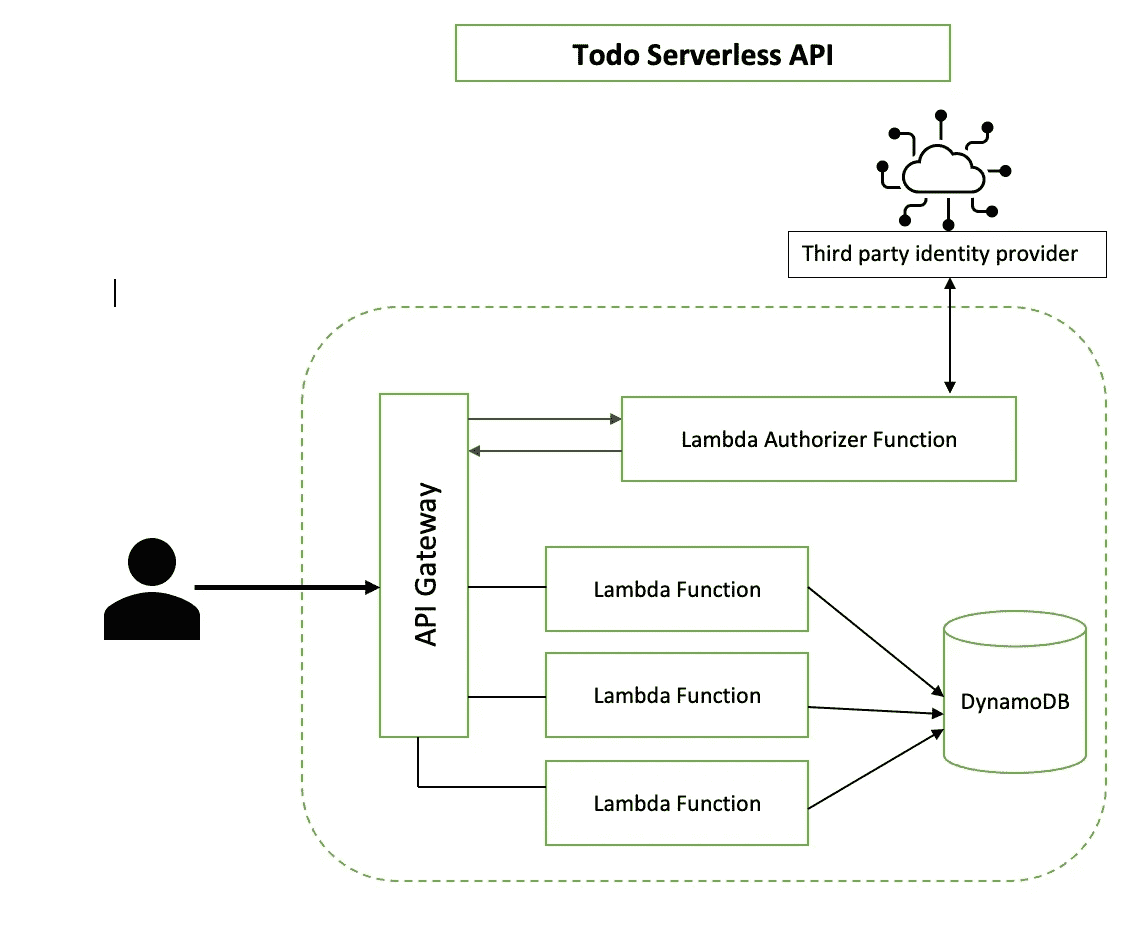 Todo Serverless API
Third party identity provider
Lambda Authorizer Function
API Gateway
Lambda Function
Lambda Function
DynamoDB
Lambda Function